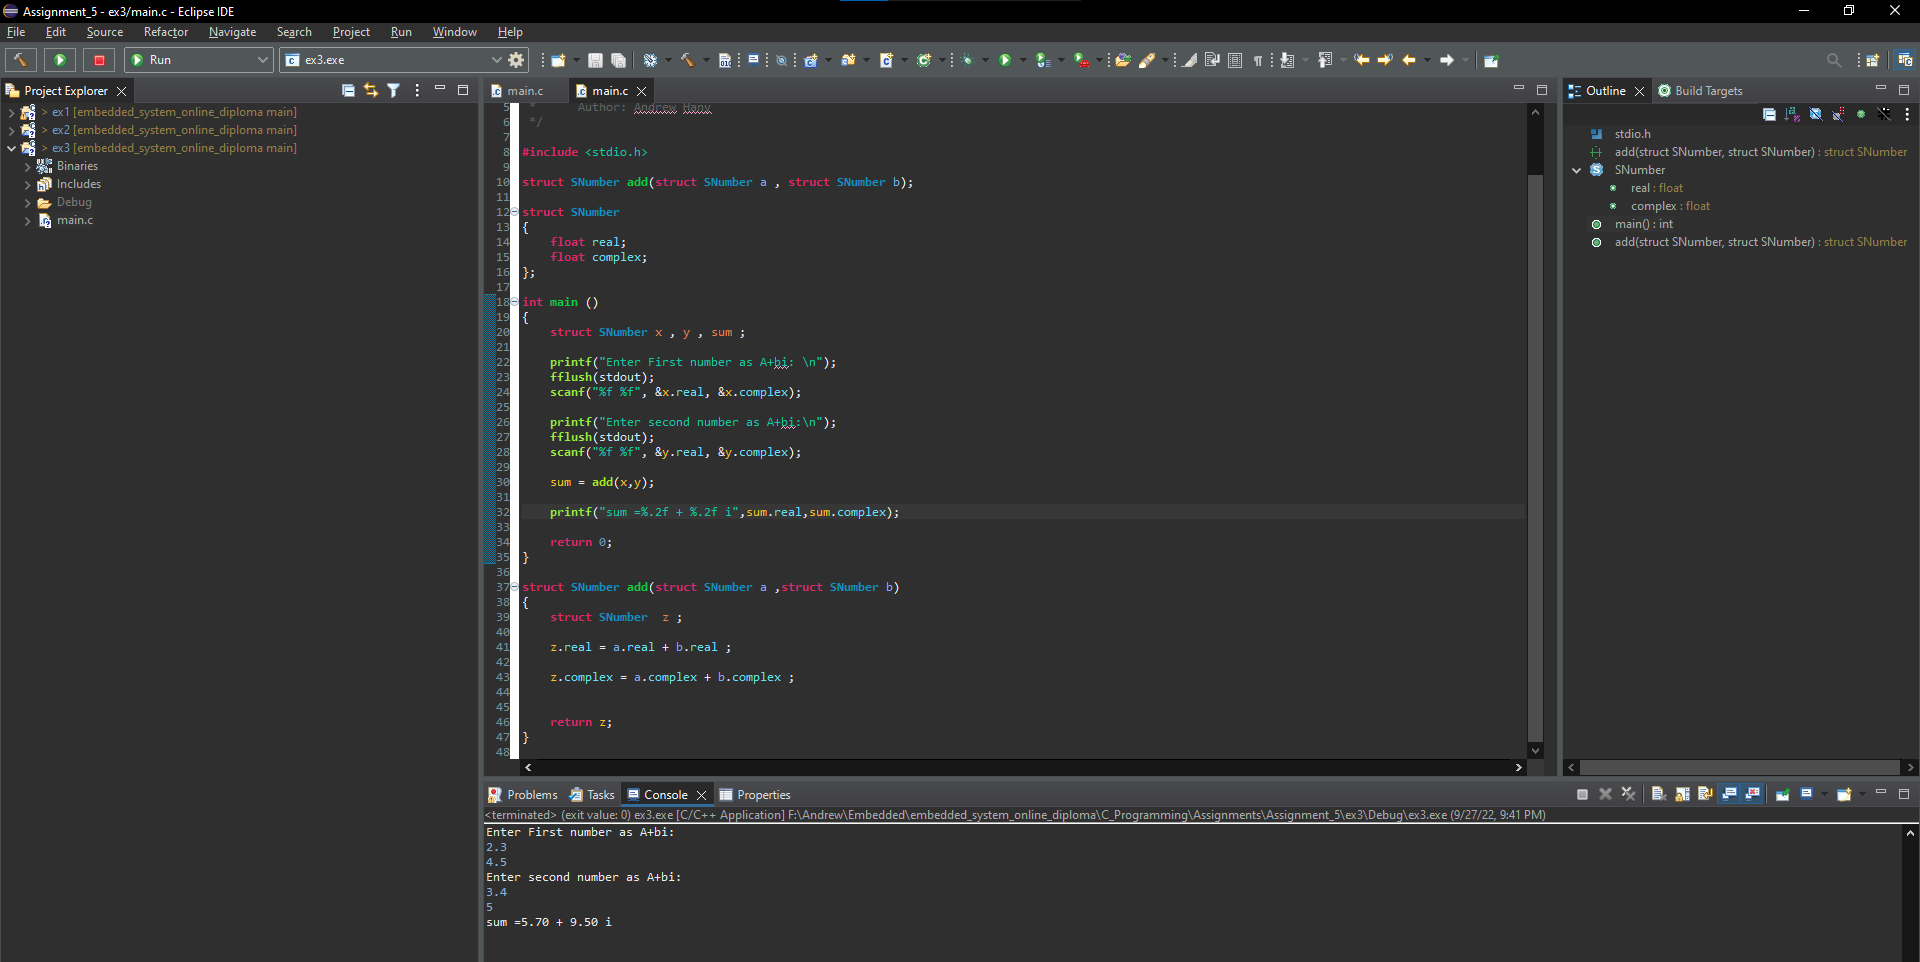 Assignment_5 - ex3/main.c - Eclipse IDE
File Edit Source Refactor Navigate Search Project Run Window Help
Run ex3.exe
Project Explorer
> ex1 [embedded_system_online_diploma main]
> ex2 [embedded_system_online_diploma main]
> ex3 [embedded_system_online_diploma main]
Binaries
Includes
Debug
main.c
main.c main.c
5 * Author: Andrew Hany
6 */
7
8 #include <stdio.h>
9
10 struct SNumber add(struct SNumber a , struct SNumber b);
11
12 struct SNumber
13 {
14 float real;
15 float complex;
16 };
17
18 int main ()
19 {
20 struct SNumber x , y , sum ;
21
22 printf("Enter First number as A+bi: \n");
23 fflush(stdout);
24 scanf("%f %f", &x.real, &x.complex);
25
26 printf("Enter second number as A+bi:\n");
27 fflush(stdout);
28 scanf("%f %f", &y.real, &y.complex);
29
30 sum = add(x,y);
31
32 printf("sum =%.2f + %.2f i",sum.real,sum.complex);
33
34 return 0;
35 }
36
37 struct SNumber add(struct SNumber a ,struct SNumber b)
38 {
39 struct SNumber  z ;
40
41 z.real = a.real + b.real ;
42
43 z.complex = a.complex + b.complex ;
44
45
46 return z;
47 }
48
Outline Build Targets
stdio.h
add(struct SNumber, struct SNumber) : struct SNumber
SNumber
real : float
complex : float
main() : int
add(struct SNumber, struct SNumber) : struct SNumber
Problems Tasks Console Properties
<terminated> (exit value: 0) ex3.exe [C/C++ Application] F:\Andrew\Embedded\embedded_system_online_diploma\C_Programming\Assignments\Assignment_5\ex3\Debug\ex3.exe (9/27/22, 9:41 PM)
Enter First number as A+bi:
2.3
4.5
Enter second number as A+bi:
3.4
5
sum =5.70 + 9.50 i